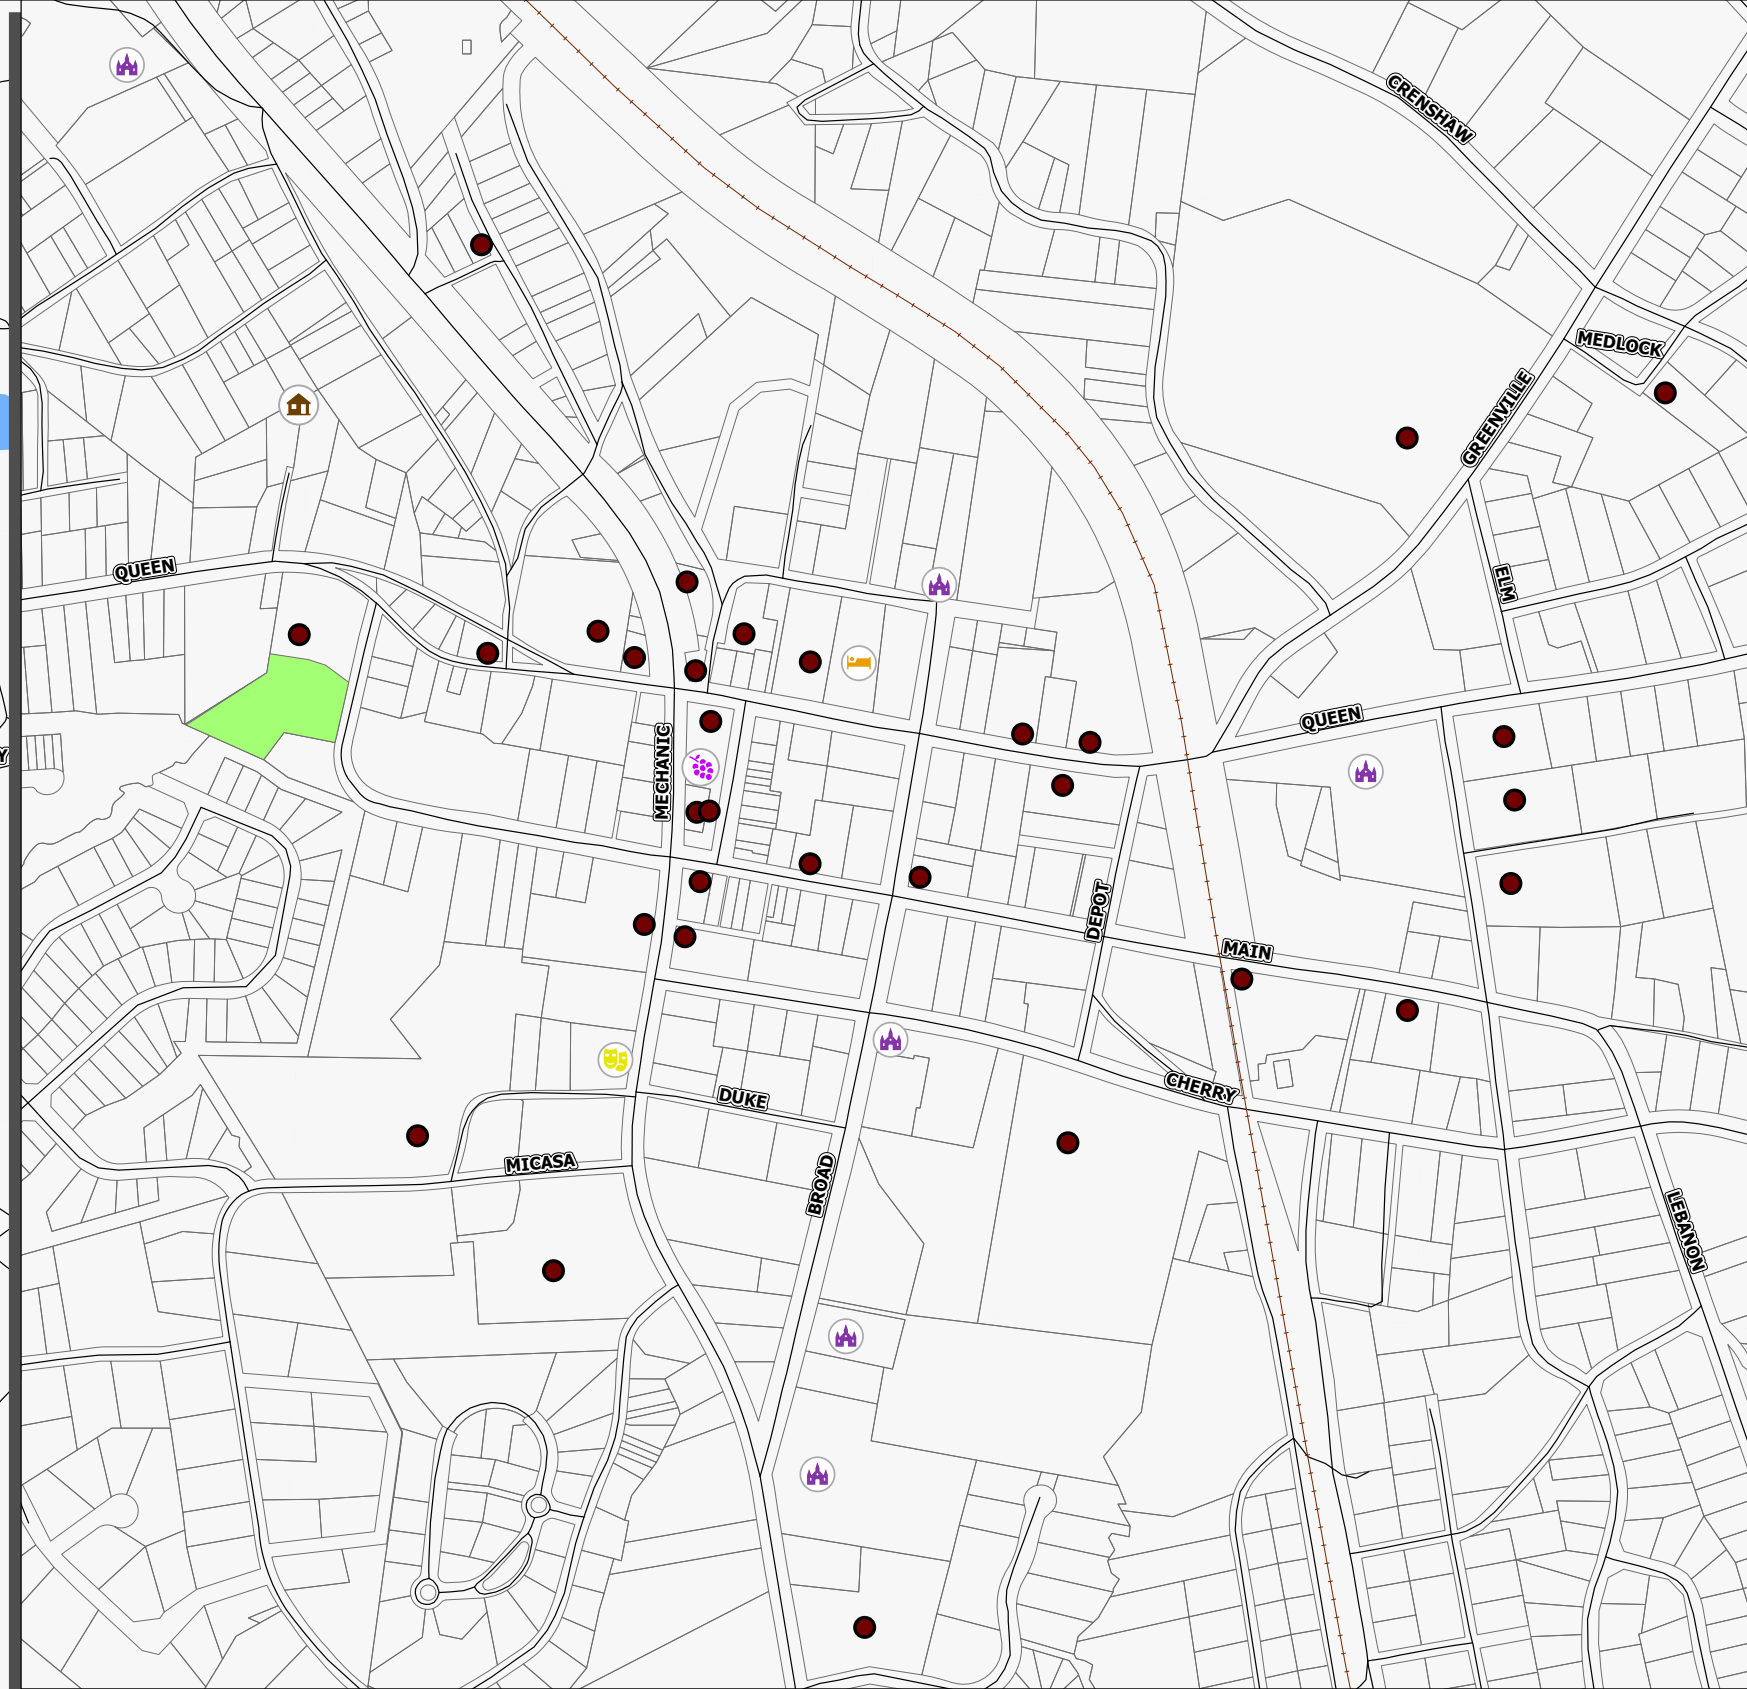 CRENSHAW
MEDLOCK
GREENVILLE
QUEEN
ELM
QUEEN
MECHANIC
Y
DEPOT
MAIN
CHERRY
DUKE
MICASA
BROAD
LEBANON